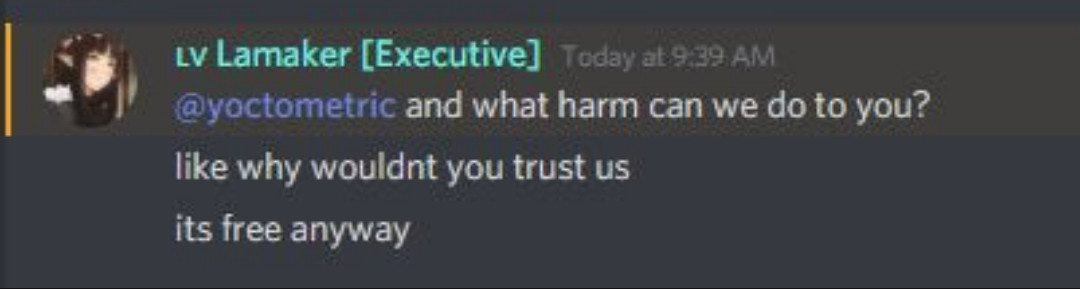 LV Lamaker [Executive] Today at 9:39 AM
@yoctometric and what harm can we do to you?
like why wouldnt you trust us
its free anyway